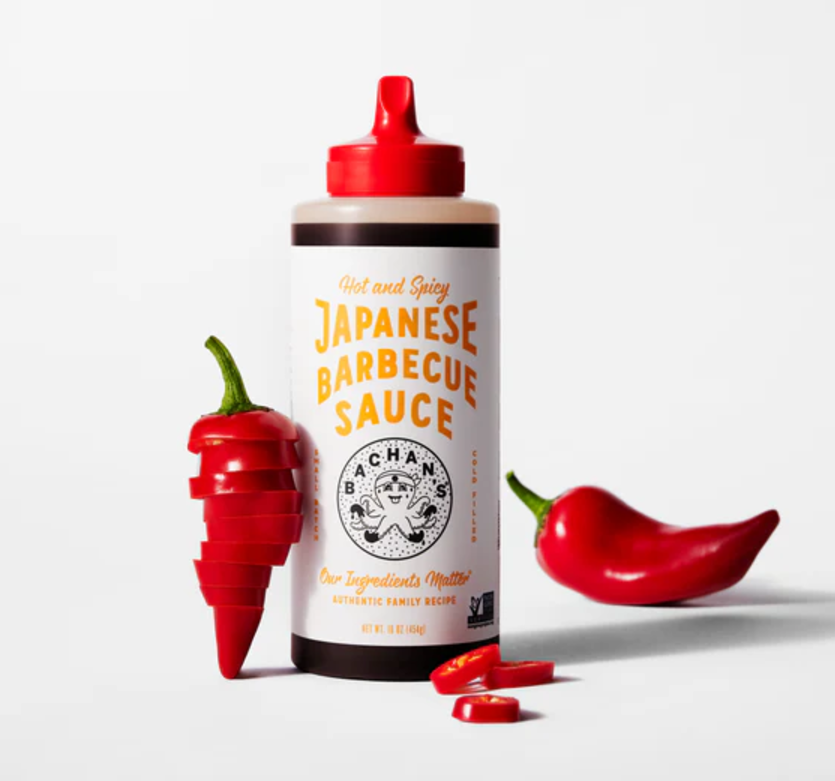 Hot and Spicy
JAPANESE
BARBECUE
SAUCE
BACHAN'S
SMALL BATCH
COLD FILLED
Our Ingredients Matter™
AUTHENTIC FAMILY RECIPE
NET WT. 16 OZ (454g)